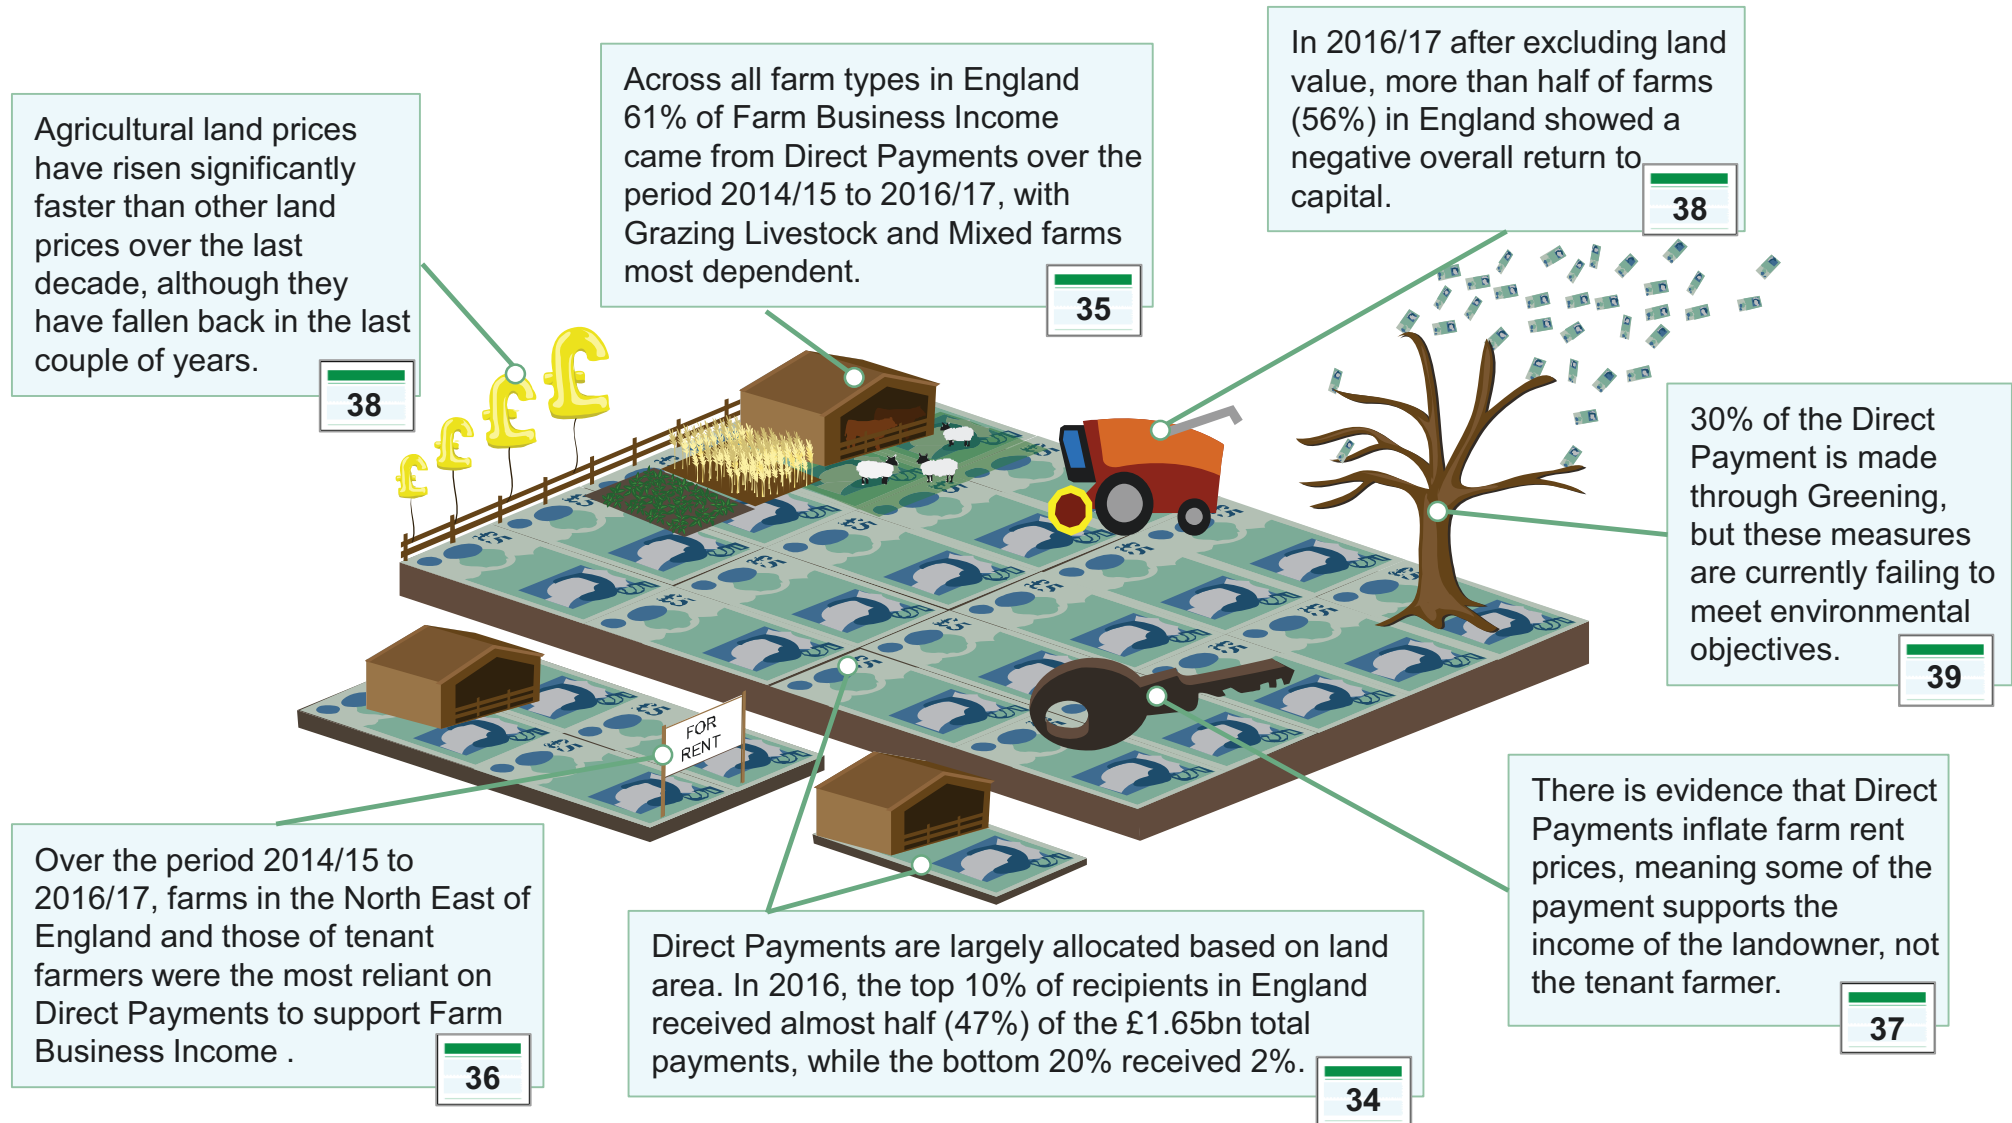 Agricultural land prices
have risen significantly
faster than other land
prices over the last
decade, although they
have fallen back in the last
couple of years.
38
Across all farm types in England
61% of Farm Business Income
came from Direct Payments over the
period 2014/15 to 2016/17, with
Grazing Livestock and Mixed farms
most dependent.
35
In 2016/17 after excluding land
value, more than half of farms
(56%) in England showed a
negative overall return to
capital.
38
30% of the Direct
Payment is made
through Greening,
but these measures
are currently failing to
meet environmental
objectives.
39
FOR
RENT
Over the period 2014/15 to
2016/17, farms in the North East of
England and those of tenant
farmers were the most reliant on
Direct Payments to support Farm
Business Income .
36
Direct Payments are largely allocated based on land
area. In 2016, the top 10% of recipients in England
received almost half (47%) of the £1.65bn total
payments, while the bottom 20% received 2%.
34
There is evidence that Direct
Payments inflate farm rent
prices, meaning some of the
payment supports the
income of the landowner, not
the tenant farmer.
37